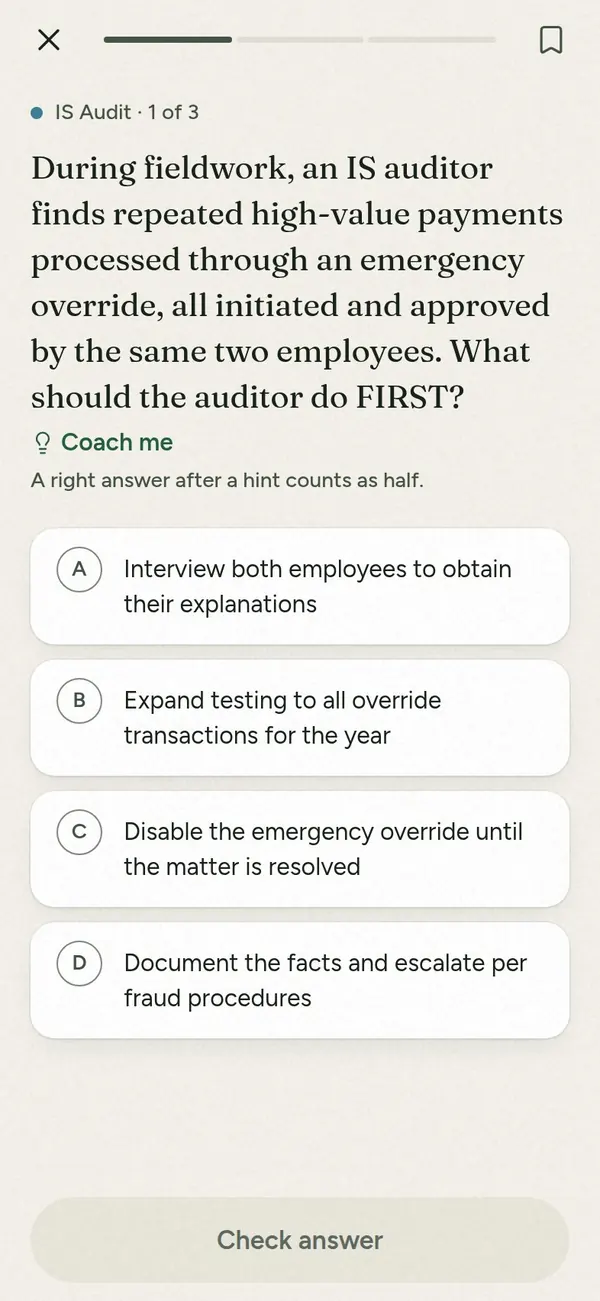 IS Audit · 1 of 3
During fieldwork, an IS auditor
finds repeated high-value payments
processed through an emergency
override, all initiated and approved
by the same two employees. What
should the auditor do FIRST?
Coach me
A right answer after a hint counts as half.
A Interview both employees to obtain
their explanations
B Expand testing to all override
transactions for the year
C Disable the emergency override until
the matter is resolved
D Document the facts and escalate per
fraud procedures
Check answer